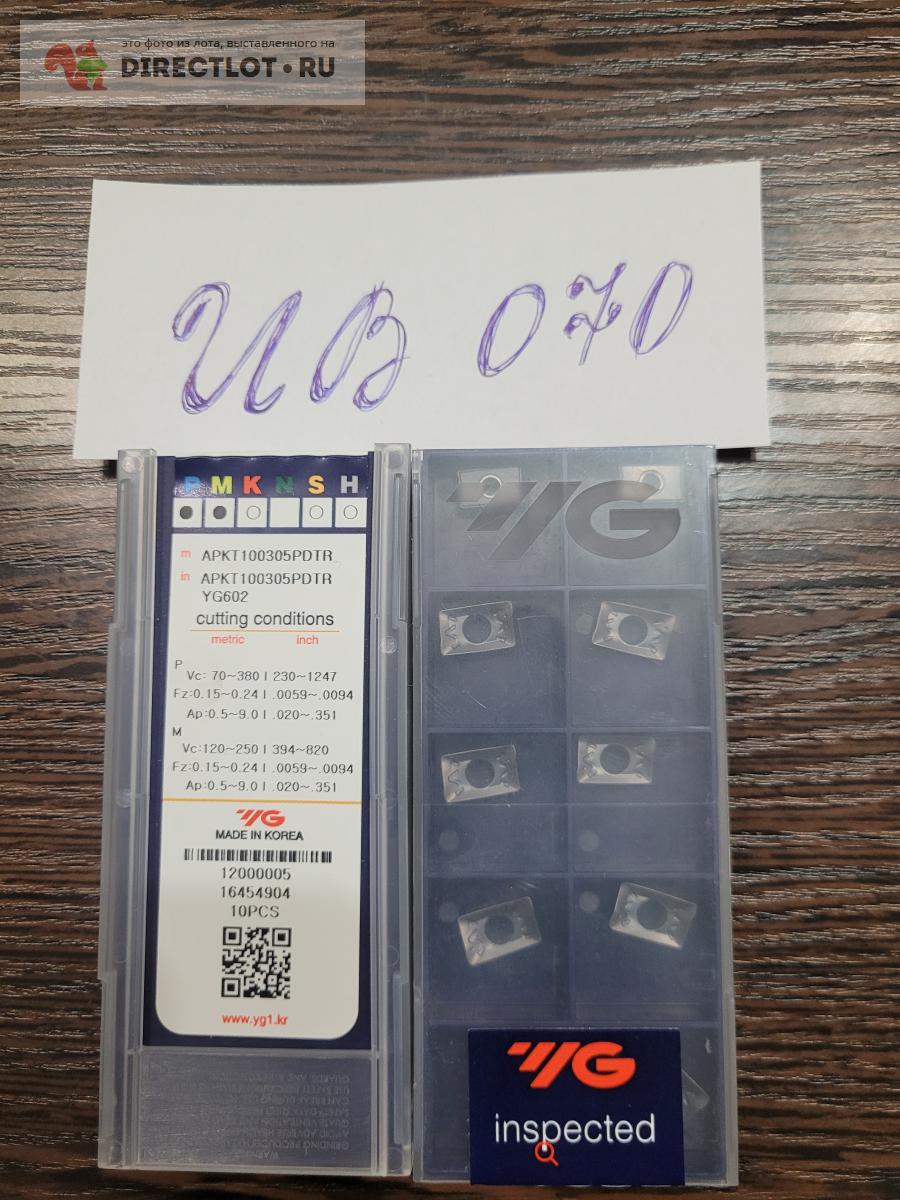 это фото из лота, выставленного на
DIRECTLOT.RU
ИВ 070
P M K N S H
m APKT100305PDTR
in APKT100305PDTR
YG602
cutting conditions
metric inch
P
Vc: 70~380 | 230~1247
Fz:0.15~0.24 | .0059~.0094
Ap:0.5~9.0 | .020~.351
M
Vc:120~250 | 394~820
Fz:0.15~0.24 | .0059~.0094
Ap:0.5~9.0 | .020~.351
YG
MADE IN KOREA
12000005
16454904
10PCS
www.yg1.kr
YG
YG
inspected